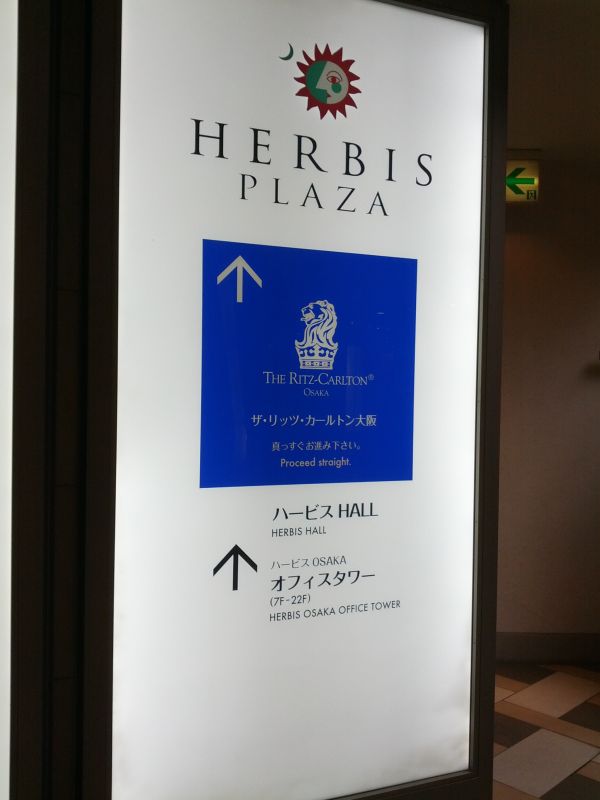 HERBIS
PLAZA
THE RITZ-CARLTON®
OSAKA
ザ・リッツ・カールトン大阪
真っすぐお進み下さい。
Proceed straight.
ハービス HALL
HERBIS HALL
ハービス OSAKA
オフィスタワー
(7F-22F)
HERBIS OSAKA OFFICE TOWER